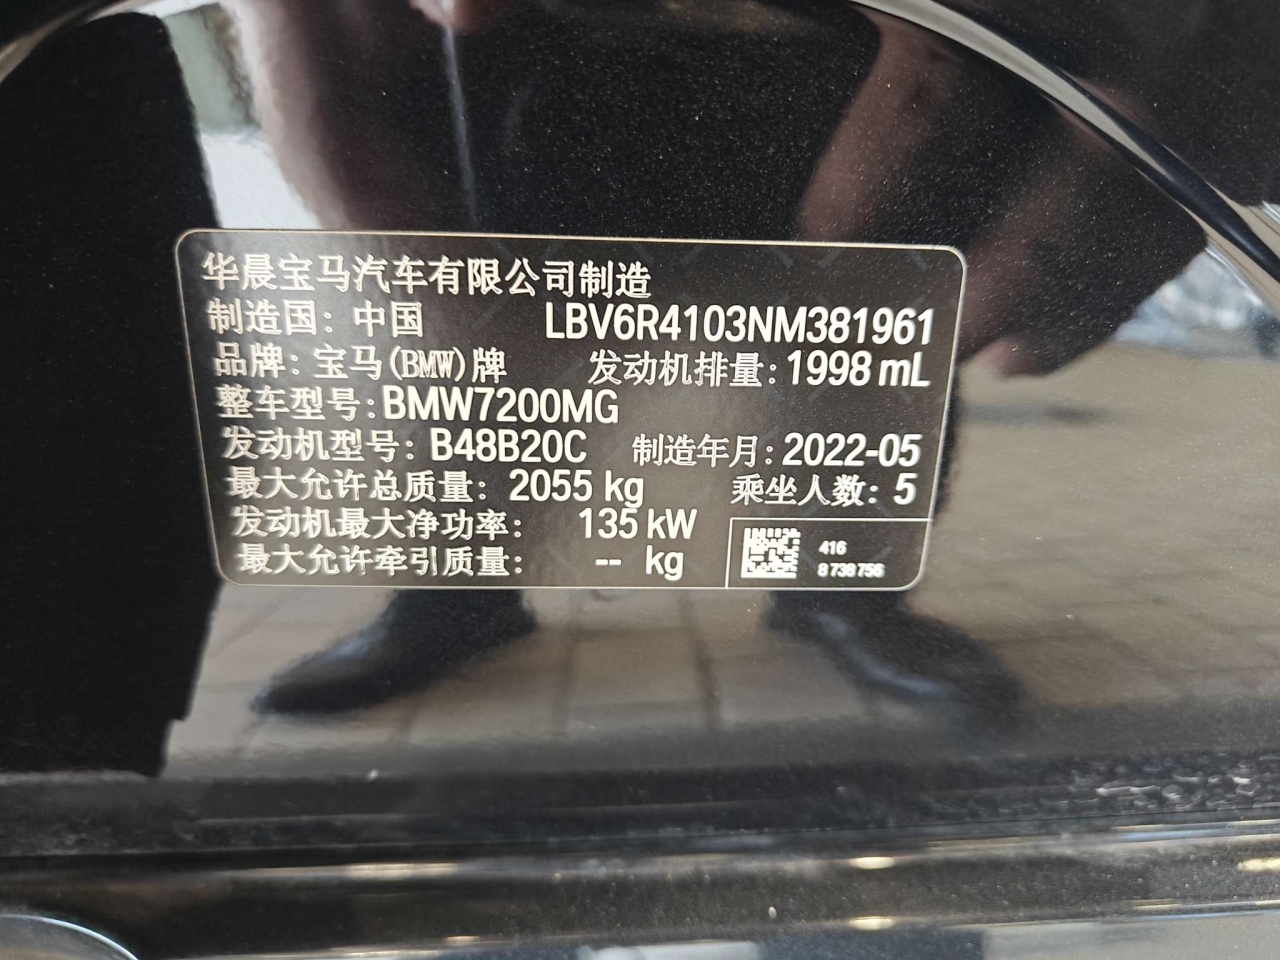 华晨宝马汽车有限公司制造
制造国: 中国 LBV6R4103NM381961
品牌: 宝马(BMW)牌 发动机排量: 1998 mL
整车型号: BMW7200MG
发动机型号: B48B20C 制造年月: 2022-05
最大允许总质量: 2055 kg 乘坐人数: 5
发动机最大净功率: 135 kW
最大允许牵引质量: -- kg
416
8 738 756